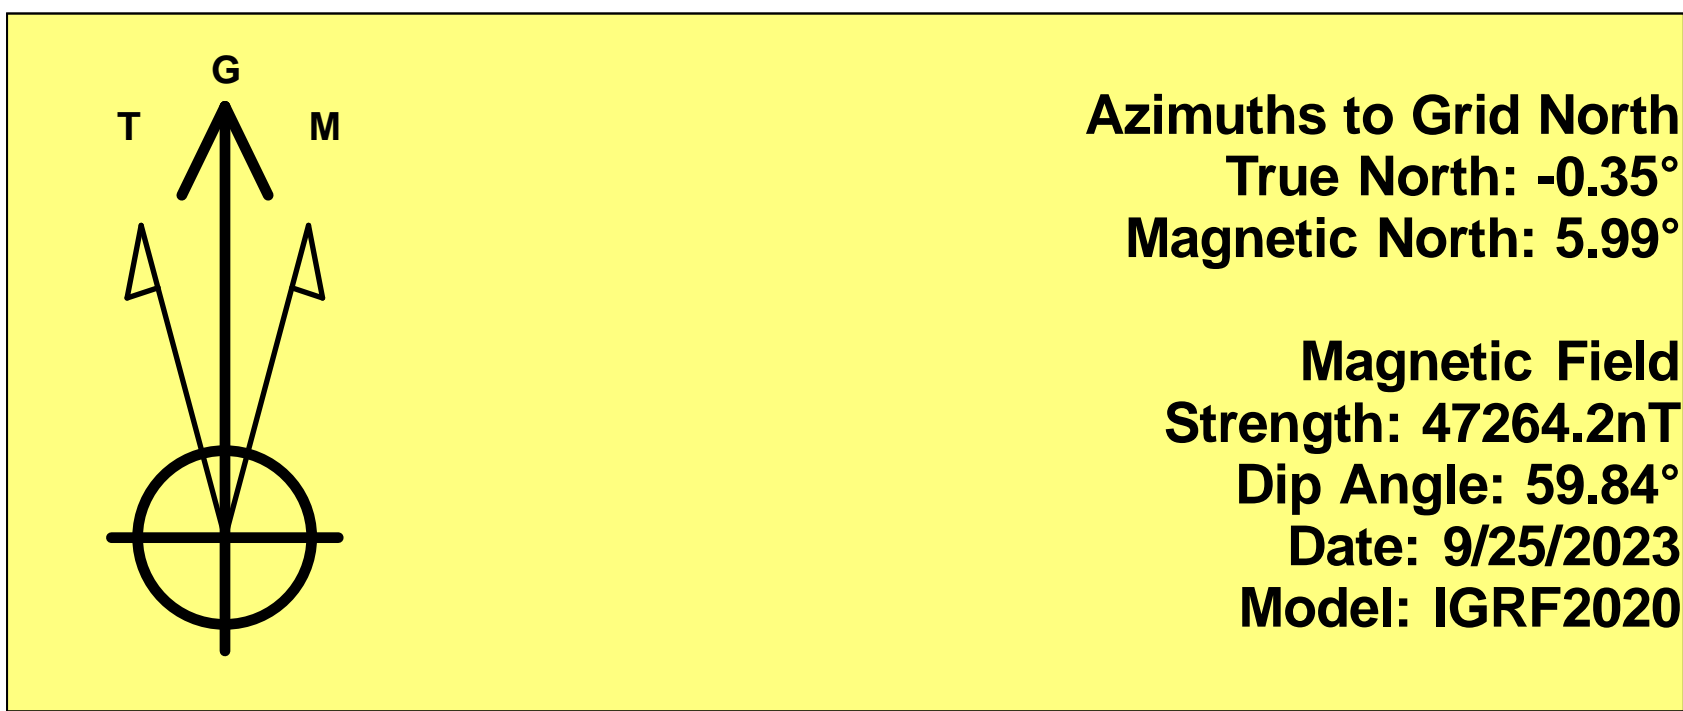 G
T
M
Azimuths to Grid North
True North: -0.35°
Magnetic North: 5.99°
Magnetic Field
Strength: 47264.2nT
Dip Angle: 59.84°
Date: 9/25/2023
Model: IGRF2020